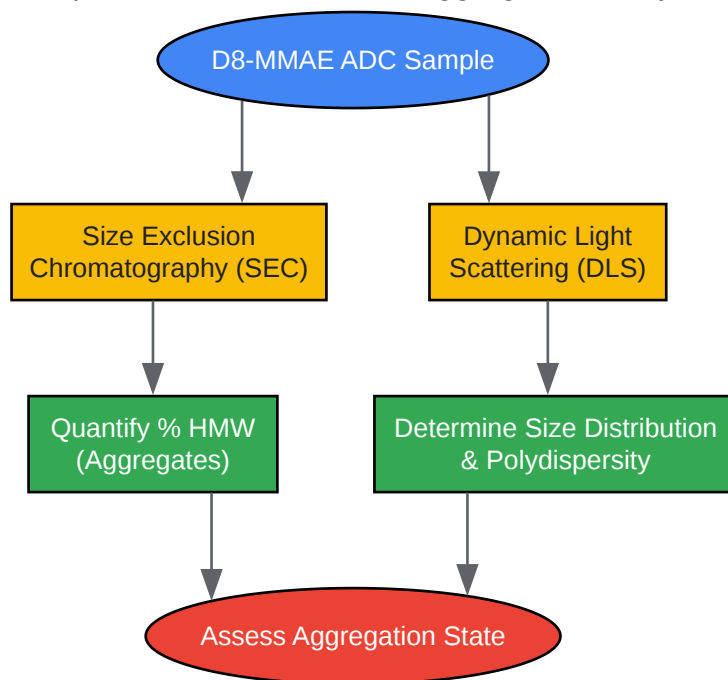 D8-MMAE ADC Sample
Size Exclusion
Chromatography (SEC)
Dynamic Light
Scattering (DLS)
Quantify % HMW
(Aggregates)
Determine Size Distribution
& Polydispersity
Assess Aggregation State